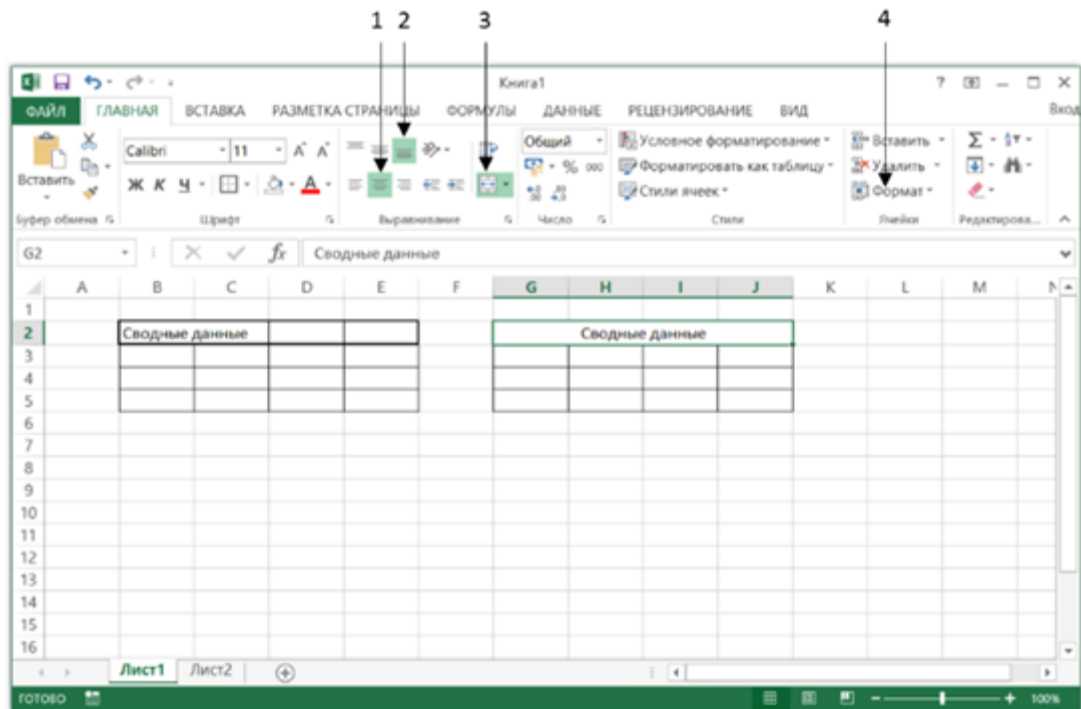 1 2 3 4
Книга1
?
ФАЙЛ ГЛАВНАЯ ВСТАВКА РАЗМЕТКА СТРАНИЦЫ ФОРМУЛЫ ДАННЫЕ РЕЦЕНЗИРОВАНИЕ ВИД Вход
Calibri 11 Общий Условное форматирование Вставить
Вставить % 000 Форматировать как таблицу Удалить
Ж К Ч А Стили ячеек Формат
Буфер обмена Шрифт Выравнивание Число Стили Ячейки Редактирова...
G2 fx Сводные данные
A B C D E F G H I J K L M N
1
2 Сводные данные Сводные данные
3
4
5
6
7
8
9
10
11
12
13
14
15
16
Лист1 Лист2
ГОТОВО 100%